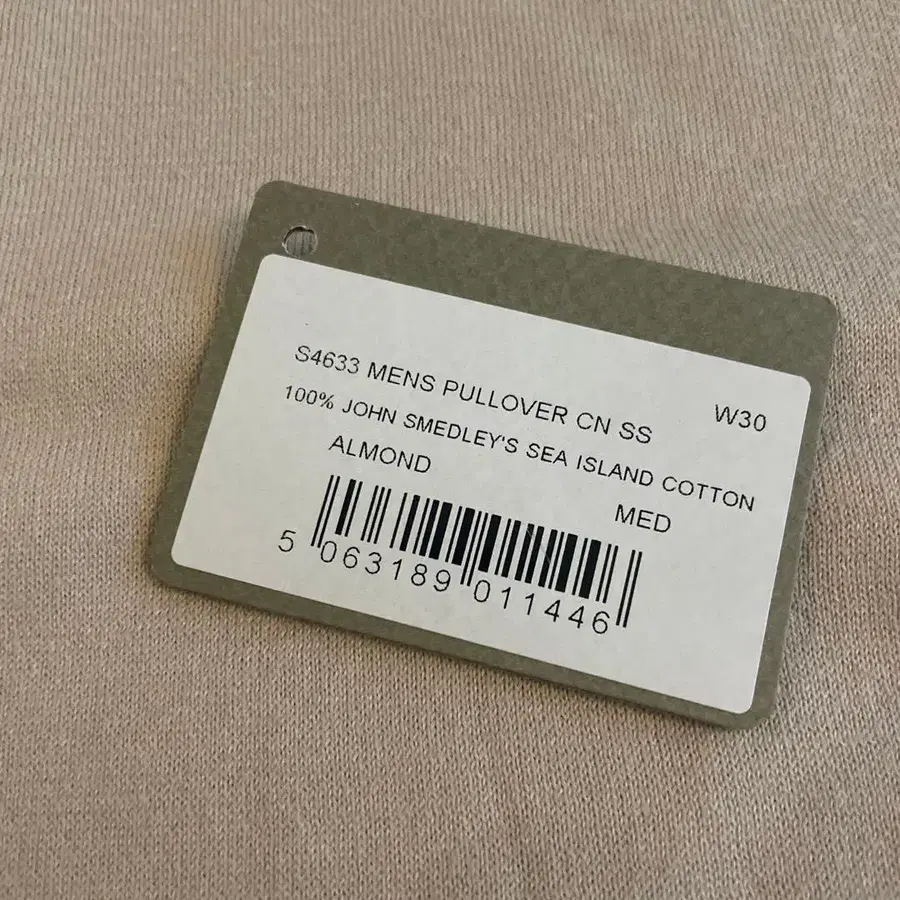 S4633 MENS PULLOVER CN SS W30
100% JOHN SMEDLEY'S SEA ISLAND COTTON
ALMOND MED
5 063189 011446